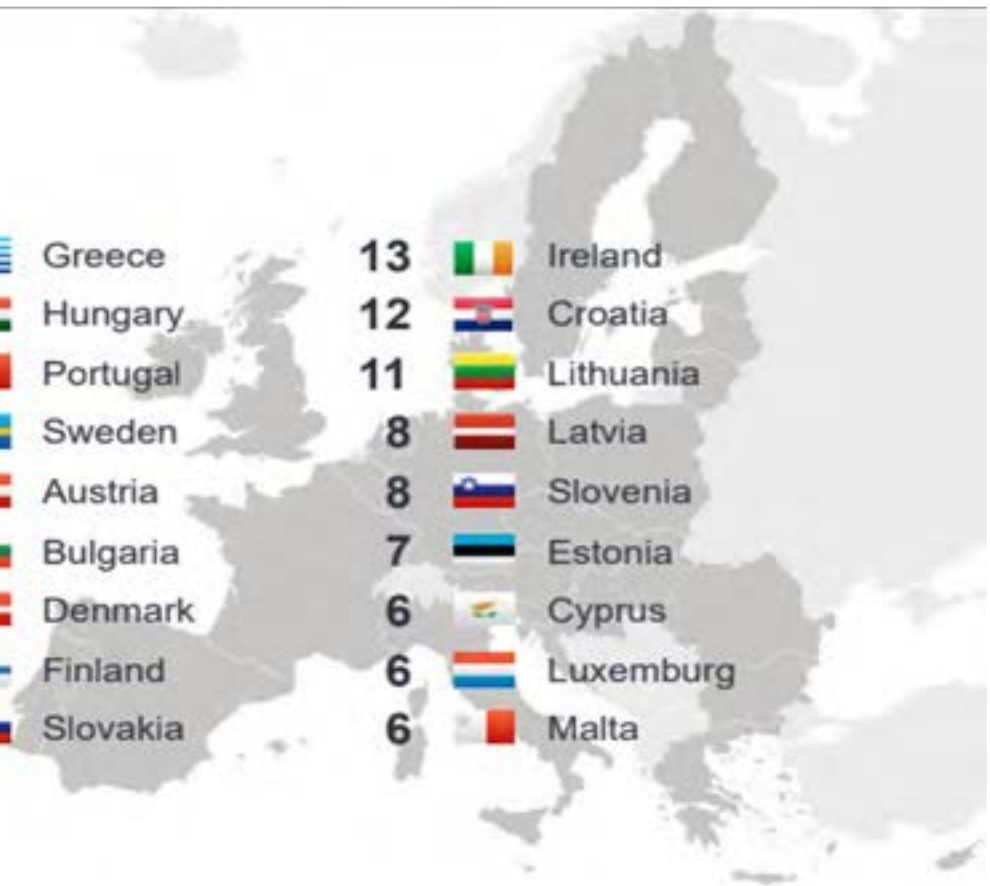 Greece 13 Ireland
Hungary 12 Croatia
Portugal 11 Lithuania
Sweden 8 Latvia
Austria 8 Slovenia
Bulgaria 7 Estonia
Denmark 6 Cyprus
Finland 6 Luxemburg
Slovakia 6 Malta